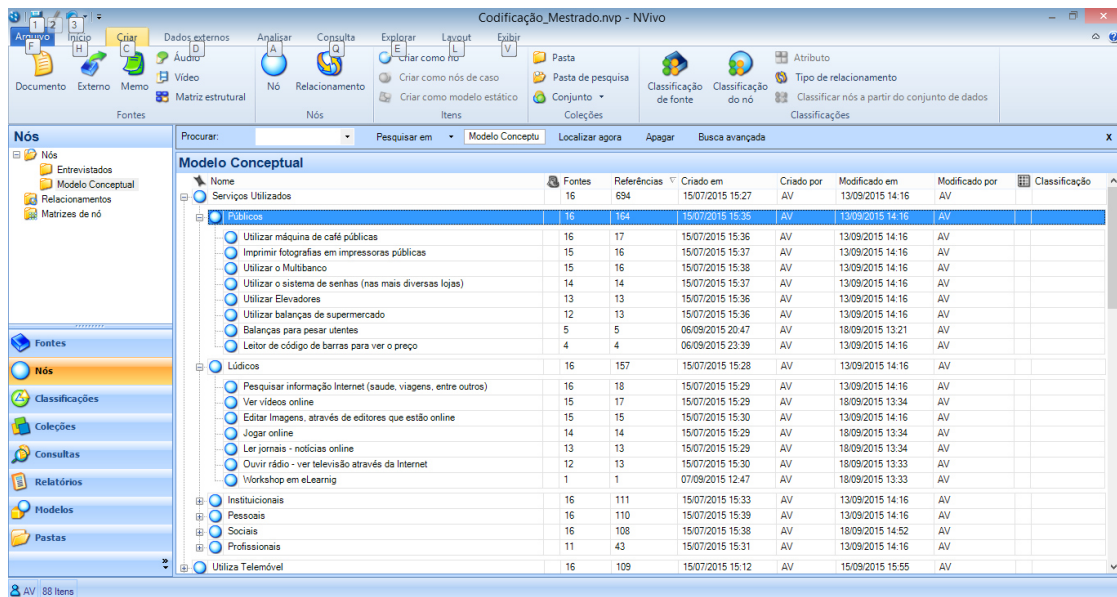 Codificação_Mestrado.nvp - NVivo
1 2 3
Arquivo Início Criar Dados externos Analisar Consulta Explorar Layout Exibir
F H C D A Q E L V
Documento Externo Memo
Áudio
Vídeo
Matriz estrutural
Fontes
Nó Relacionamento
Nós
Criar como nó
Criar como nós de caso
Criar como modelo estático
Itens
Pasta
Pasta de pesquisa
Conjunto
Coleções
Classificação de fonte
Classificação do nó
Atributo
Tipo de relacionamento
Classificar nós a partir do conjunto de dados
Classificações
Nós
Nós
Entrevistados
Modelo Conceptual
Relacionamentos
Matrizes de nó
Fontes
Nós
Classificações
Coleções
Consultas
Relatórios
Modelos
Pastas
Procurar: Pesquisar em Modelo Conceptu Localizar agora Apagar Busca avançada x
Modelo Conceptual
Nome Fontes Referências Criado em Criado por Modificado em Modificado por Classificação
Serviços Utilizados 16 694 15/07/2015 15:27 AV 13/09/2015 14:16 AV
Públicos 16 164 15/07/2015 15:35 AV 13/09/2015 14:16 AV
Utilizar máquina de café públicas 16 17 15/07/2015 15:36 AV 13/09/2015 14:16 AV
Imprimir fotografias em impressoras públicas 15 16 15/07/2015 15:37 AV 13/09/2015 14:16 AV
Utilizar o Multibanco 15 16 15/07/2015 15:38 AV 13/09/2015 14:16 AV
Utilizar o sistema de senhas (nas mais diversas lojas) 14 14 15/07/2015 15:37 AV 13/09/2015 14:16 AV
Utilizar Elevadores 13 13 15/07/2015 15:36 AV 13/09/2015 14:16 AV
Utilizar balanças de supermercado 12 13 15/07/2015 15:36 AV 13/09/2015 14:16 AV
Balanças para pesar utentes 5 5 06/09/2015 20:47 AV 18/09/2015 13:21 AV
Leitor de código de barras para ver o preço 4 4 06/09/2015 23:39 AV 13/09/2015 14:16 AV
Lúdicos 16 157 15/07/2015 15:28 AV 13/09/2015 14:16 AV
Pesquisar informação Internet (saude, viagens, entre outros) 16 18 15/07/2015 15:29 AV 13/09/2015 14:16 AV
Ver vídeos online 15 17 15/07/2015 15:29 AV 18/09/2015 13:34 AV
Editar Imagens, através de editores que estão online 15 15 15/07/2015 15:30 AV 13/09/2015 14:16 AV
Jogar online 14 14 15/07/2015 15:29 AV 18/09/2015 13:34 AV
Ler jornais - noticias online 13 13 15/07/2015 15:29 AV 18/09/2015 13:34 AV
Ouvir rádio - ver televisão através da Internet 12 13 15/07/2015 15:30 AV 18/09/2015 13:33 AV
Workshop em eLearnig 1 1 07/09/2015 12:47 AV 18/09/2015 13:33 AV
Instituicionais 16 111 15/07/2015 15:33 AV 13/09/2015 14:16 AV
Pessoais 16 110 15/07/2015 15:39 AV 13/09/2015 14:16 AV
Sociais 16 108 15/07/2015 15:38 AV 18/09/2015 14:52 AV
Profissionais 11 43 15/07/2015 15:31 AV 13/09/2015 14:16 AV
Utiliza Telemóvel 16 109 15/07/2015 15:12 AV 15/09/2015 15:55 AV
AV 88 Itens